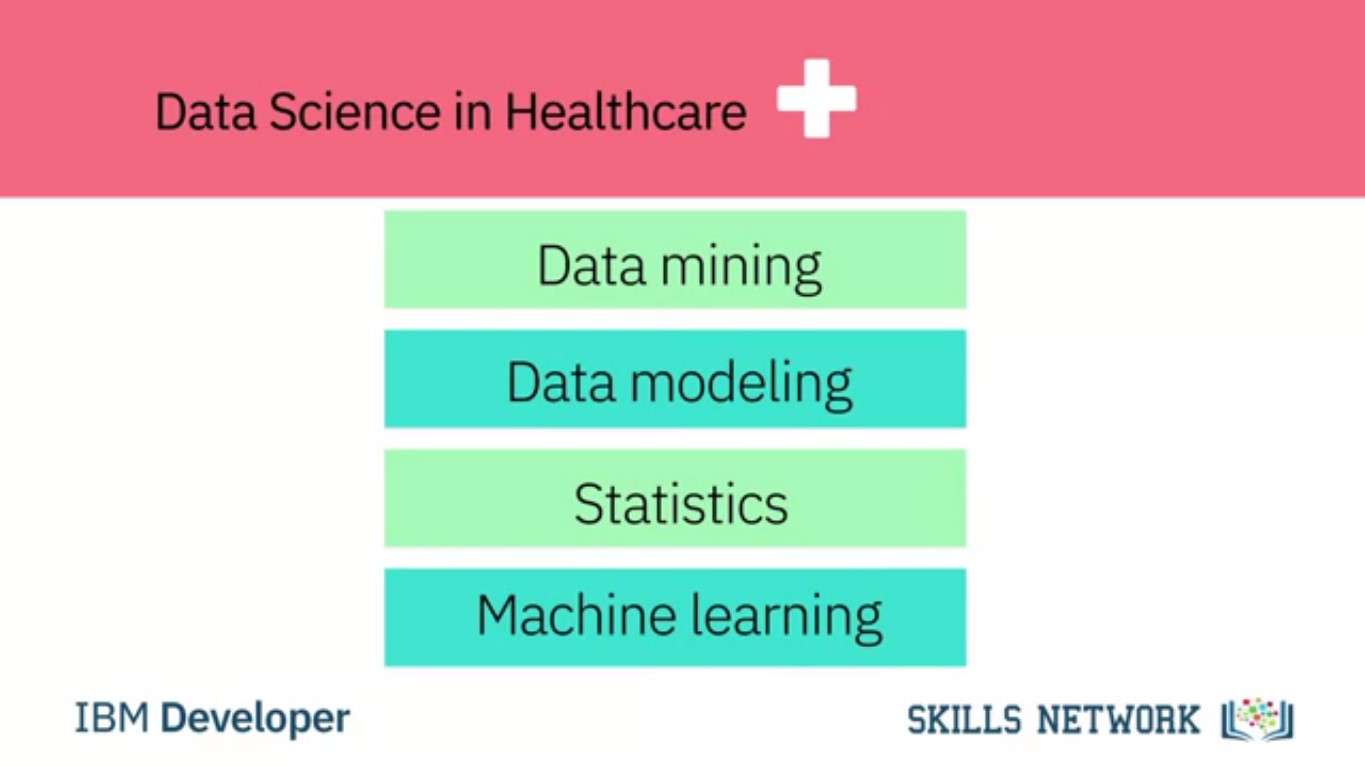 Data Science in Healthcare
Data mining
Data modeling
Statistics
Machine learning
IBM Developer
SKILLS NETWORK